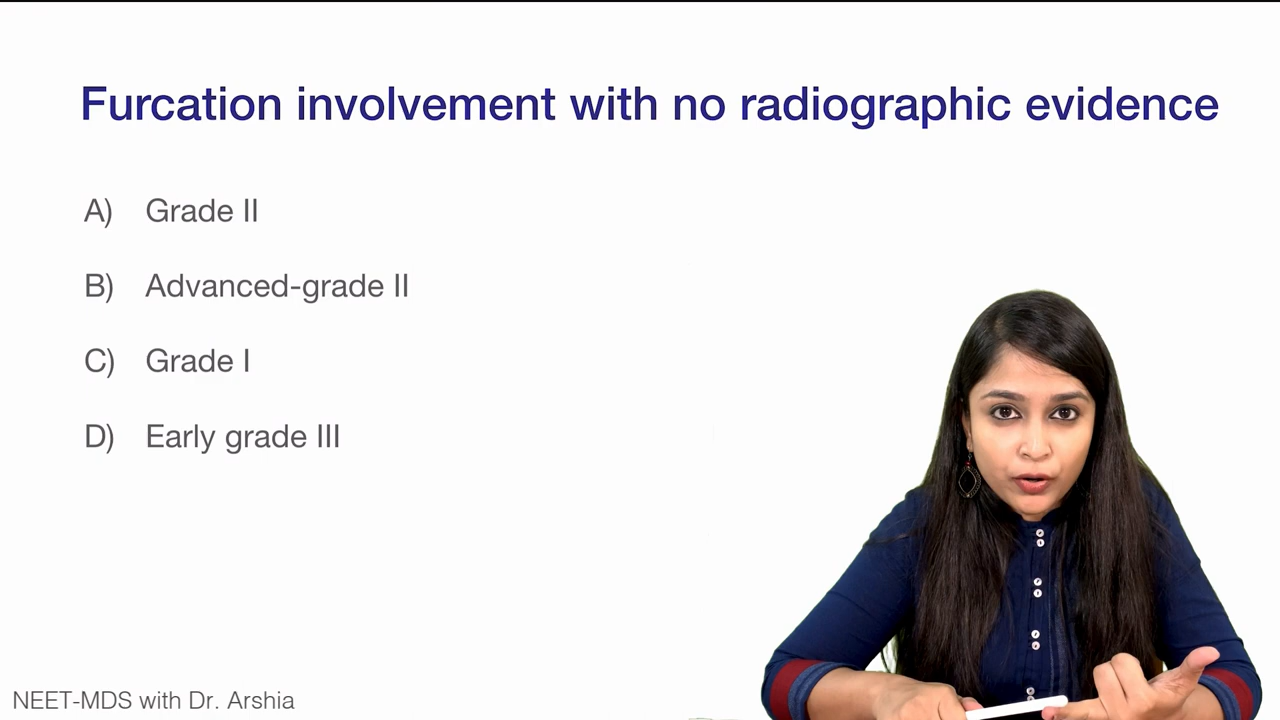 Furcation involvement with no radiographic evidence
A) Grade II
B) Advanced-grade II
C) Grade I
D) Early grade III
NEET-MDS with Dr. Arshia